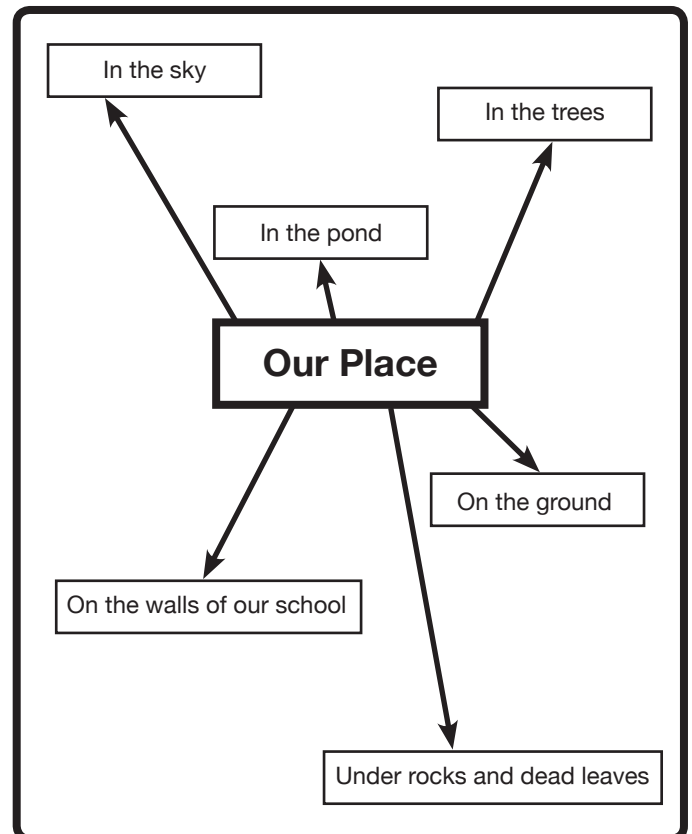 In the sky
In the trees
In the pond
Our Place
On the ground
On the walls of our school
Under rocks and dead leaves